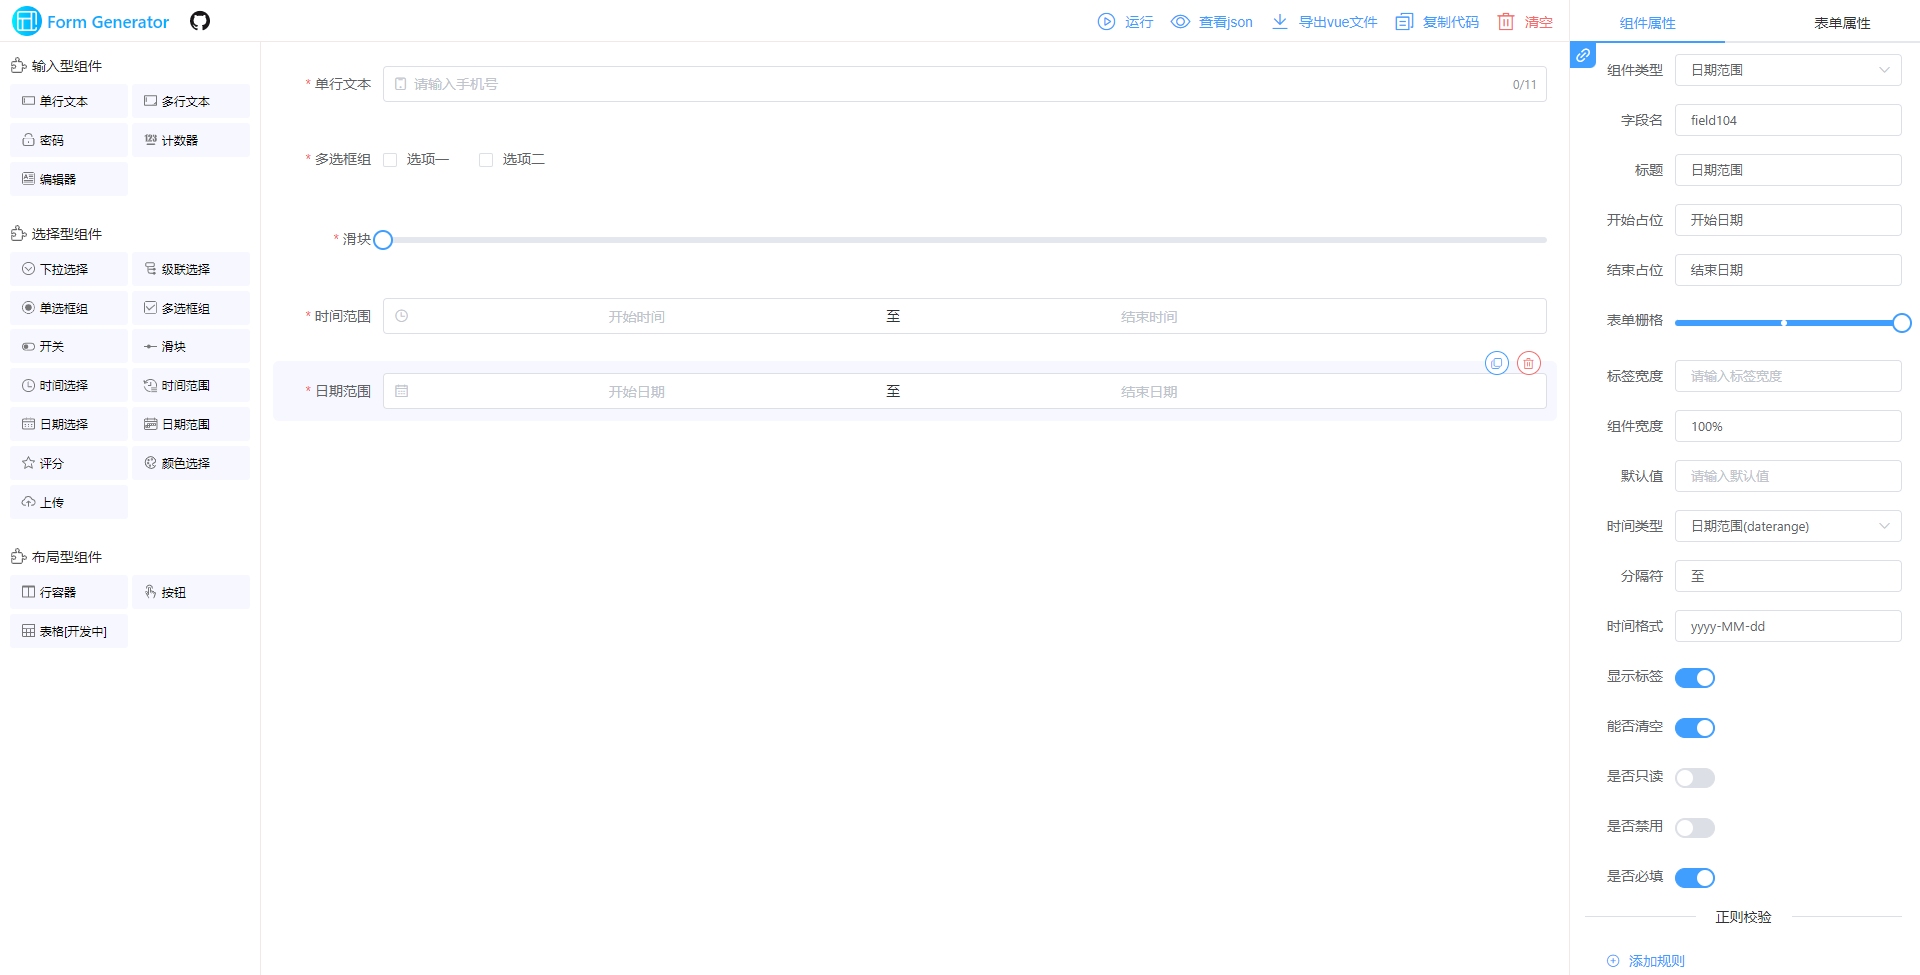 Form Generator
运行 查看json 导出vue文件 复制代码 清空
组件属性 表单属性
输入型组件
单行文本 多行文本
密码 计数器
编辑器
选择型组件
下拉选择 级联选择
单选框组 多选框组
开关 滑块
时间选择 时间范围
日期选择 日期范围
评分 颜色选择
上传
布局型组件
行容器 按钮
表格[开发中]
* 单行文本 请输入手机号 0/11
* 多选框组 选项一 选项二
* 滑块
* 时间范围 开始时间 至 结束时间
* 日期范围 开始日期 至 结束日期
组件类型 日期范围
字段名 field104
标题 日期范围
开始占位 开始日期
结束占位 结束日期
表单栅格
标签宽度 请输入标签宽度
组件宽度 100%
默认值 请输入默认值
时间类型 日期范围(daterange)
分隔符 至
时间格式 yyyy-MM-dd
显示标签
能否清空
是否只读
是否禁用
是否必填
正则校验
添加规则